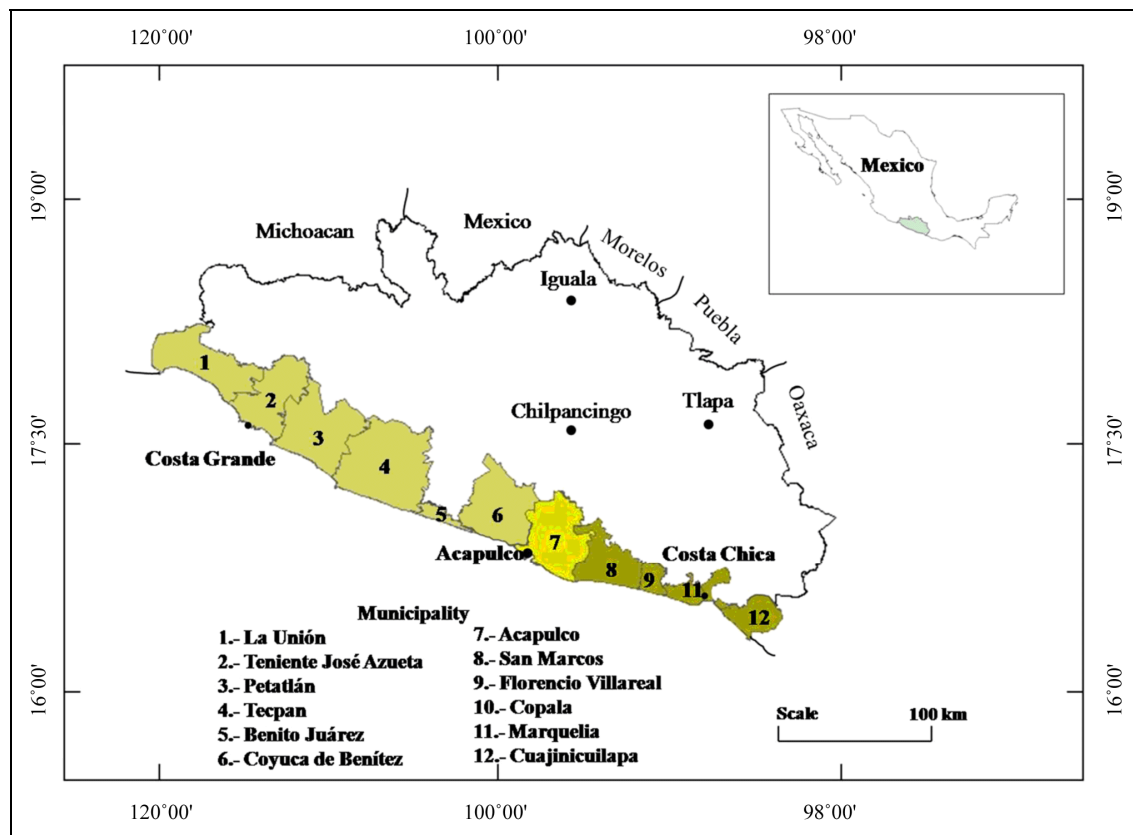 120°00'
100°00'
98°00'
19°00'
19°00'
Mexico
Michoacan
Mexico
Morelos
Iguala
Puebla
Oaxaca
Tlapa
Chilpancingo
17°30'
17°30'
1
2
3
4
5
6
7
8
9
11
12
Costa Grande
Acapulco
Costa Chica
Municipality
1.- La Unión
2.- Teniente José Azueta
3.- Petatlán
4.- Tecpan
5.- Benito Juárez
6.- Coyuca de Benítez
7.- Acapulco
8.- San Marcos
9.- Florencio Villareal
10.- Copala
11.- Marquelia
12.- Cuajinicuilapa
16°00'
16°00'
Scale 100 km
120°00'
100°00'
98°00'